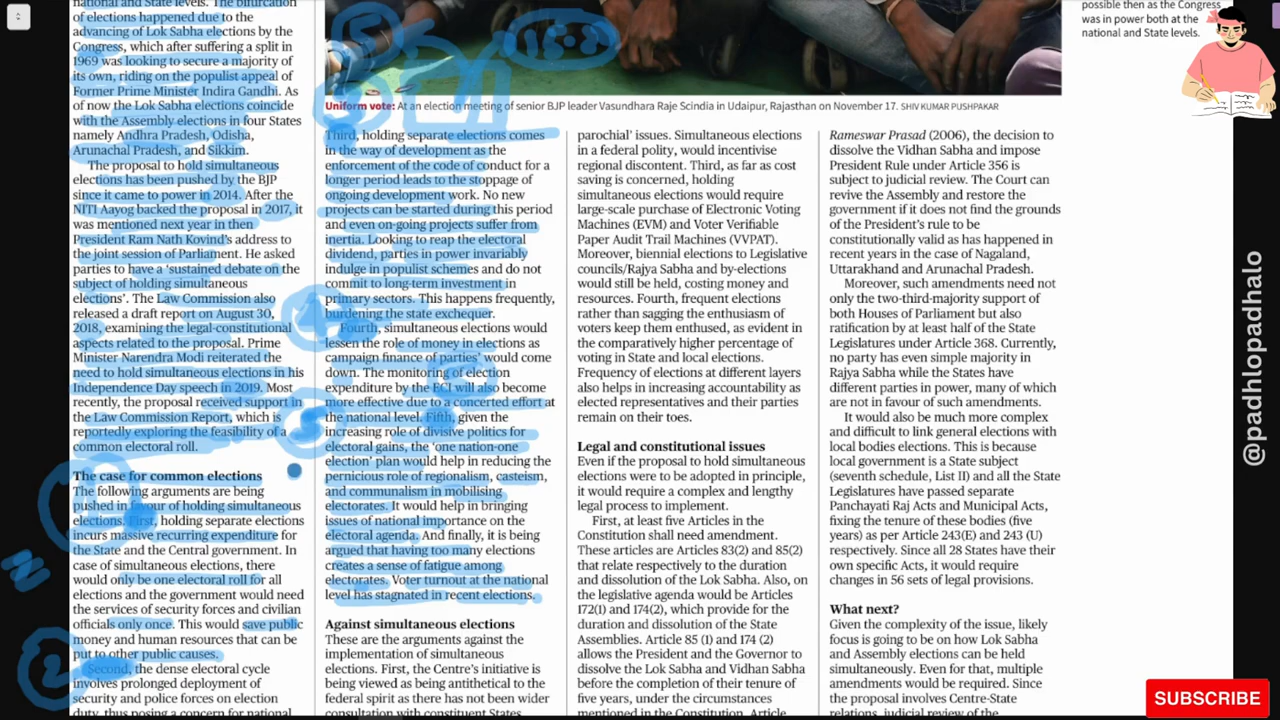 national and State levels. The bifurcation
of elections happened due to the
advancing of Lok Sabha elections by the
Congress, which after suffering a split in
1969 was looking to secure a majority of
its own, riding on the populist appeal of
Former Prime Minister Indira Gandhi. As
of now the Lok Sabha elections coincide
with the Assembly elections in four States
namely Andhra Pradesh, Odisha,
Arunachal Pradesh, and Sikkim.
The proposal to hold simultaneous
elections has been pushed by the BJP
since it came to power in 2014. After the
NITI Aayog backed the proposal in 2017, it
was mentioned next year in then
President Ram Nath Kovind's address to
the joint session of Parliament. He asked
parties to have a 'sustained debate on the
subject of holding simultaneous
elections'. The Law Commission also
released a draft report on August 30,
2018, examining the legal-constitutional
aspects related to the proposal. Prime
Minister Narendra Modi reiterated the
need to hold simultaneous elections in his
Independence Day speech in 2019. Most
recently, the proposal received support in
the Law Commission Report, which is
reportedly exploring the feasibility of a
common electoral roll.
The case for common elections
The following arguments are being
pushed in favour of holding simultaneous
elections. First, holding separate elections
incurs massive recurring expenditure for
the State and the Central government. In
case of simultaneous elections, there
would only be one electoral roll for all
elections and the government would need
the services of security forces and civilian
officials only once. This would save public
money and human resources that can be
put to other public causes.
Second, the dense electoral cycle
involves prolonged deployment of
security and police forces on election
duty, thus posing a concern for national
Uniform vote: At an election meeting of senior BJP leader Vasundhara Raje Scindia in Udaipur, Rajasthan on November 17. SHIV KUMAR PUSHPAKAR
Third, holding separate elections comes
in the way of development as the
enforcement of the code of conduct for a
longer period leads to the stoppage of
ongoing development work. No new
projects can be started during this period
and even on-going projects suffer from
inertia. Looking to reap the electoral
dividend, parties in power invariably
indulge in populist schemes and do not
commit to long-term investment in
primary sectors. This happens frequently,
burdening the state exchequer.
Fourth, simultaneous elections would
lessen the role of money in elections as
campaign finance of parties' would come
down. The monitoring of election
expenditure by the ECI will also become
more effective due to a concerted effort at
the national level. Fifth, given the
increasing role of divisive politics for
electoral gains, the 'one nation-one
election' plan would help in reducing the
pernicious role of regionalism, casteism,
and communalism in mobilising
electorates. It would help in bringing
issues of national importance on the
electoral agenda. And finally, it is being
argued that having too many elections
creates a sense of fatigue among
electorates. Voter turnout at the national
level has stagnated in recent elections.
Against simultaneous elections
These are the arguments against the
implementation of simultaneous
elections. First, the Centre's initiative is
being viewed as being antithetical to the
federal spirit as there has not been wider
consultation with constituent States
parochial' issues. Simultaneous elections
in a federal polity, would incentivise
regional discontent. Third, as far as cost
saving is concerned, holding
simultaneous elections would require
large-scale purchase of Electronic Voting
Machines (EVM) and Voter Verifiable
Paper Audit Trail Machines (VVPAT).
Moreover, biennial elections to Legislative
councils/Rajya Sabha and by-elections
would still be held, costing money and
resources. Fourth, frequent elections
rather than sagging the enthusiasm of
voters keep them enthused, as evident in
the comparatively higher percentage of
voting in State and local elections.
Frequency of elections at different layers
also helps in increasing accountability as
elected representatives and their parties
remain on their toes.
Legal and constitutional issues
Even if the proposal to hold simultaneous
elections were to be adopted in principle,
it would require a complex and lengthy
legal process to implement.
First, at least five Articles in the
Constitution shall need amendment.
These articles are Articles 83(2) and 85(2)
that relate respectively to the duration
and dissolution of the Lok Sabha. Also, on
the legislative agenda would be Articles
172(1) and 174(2), which provide for the
duration and dissolution of the State
Assemblies. Article 85 (1) and 174 (2)
allows the President and the Governor to
dissolve the Lok Sabha and Vidhan Sabha
before the completion of their tenure of
five years, under the circumstances
mentioned in the Constitution. Article
Rameswar Prasad (2006), the decision to
dissolve the Vidhan Sabha and impose
President Rule under Article 356 is
subject to judicial review. The Court can
revive the Assembly and restore the
government if it does not find the grounds
of the President's rule to be
constitutionally valid as has happened in
recent years in the case of Nagaland,
Uttarakhand and Arunachal Pradesh.
Moreover, such amendments need not
only the two-third-majority support of
both Houses of Parliament but also
ratification by at least half of the State
Legislatures under Article 368. Currently,
no party has even simple majority in
Rajya Sabha while the States have
different parties in power, many of which
are not in favour of such amendments.
It would also be much more complex
and difficult to link general elections with
local bodies elections. This is because
local government is a State subject
(seventh schedule, List II) and all the State
Legislatures have passed separate
Panchayati Raj Acts and Municipal Acts,
fixing the tenure of these bodies (five
years) as per Article 243(E) and 243 (U)
respectively. Since all 28 States have their
own specific Acts, it would require
changes in 56 sets of legal provisions.
What next?
Given the complexity of the issue, likely
focus is going to be on how Lok Sabha
and Assembly elections can be held
simultaneously. Even for that, multiple
amendments would be required. Since
the proposal involves Centre-State
relations, judicial review of the
possible then as the Congress
was in power both at the
national and State levels.
@padhlopadhalo
SUBSCRIBE